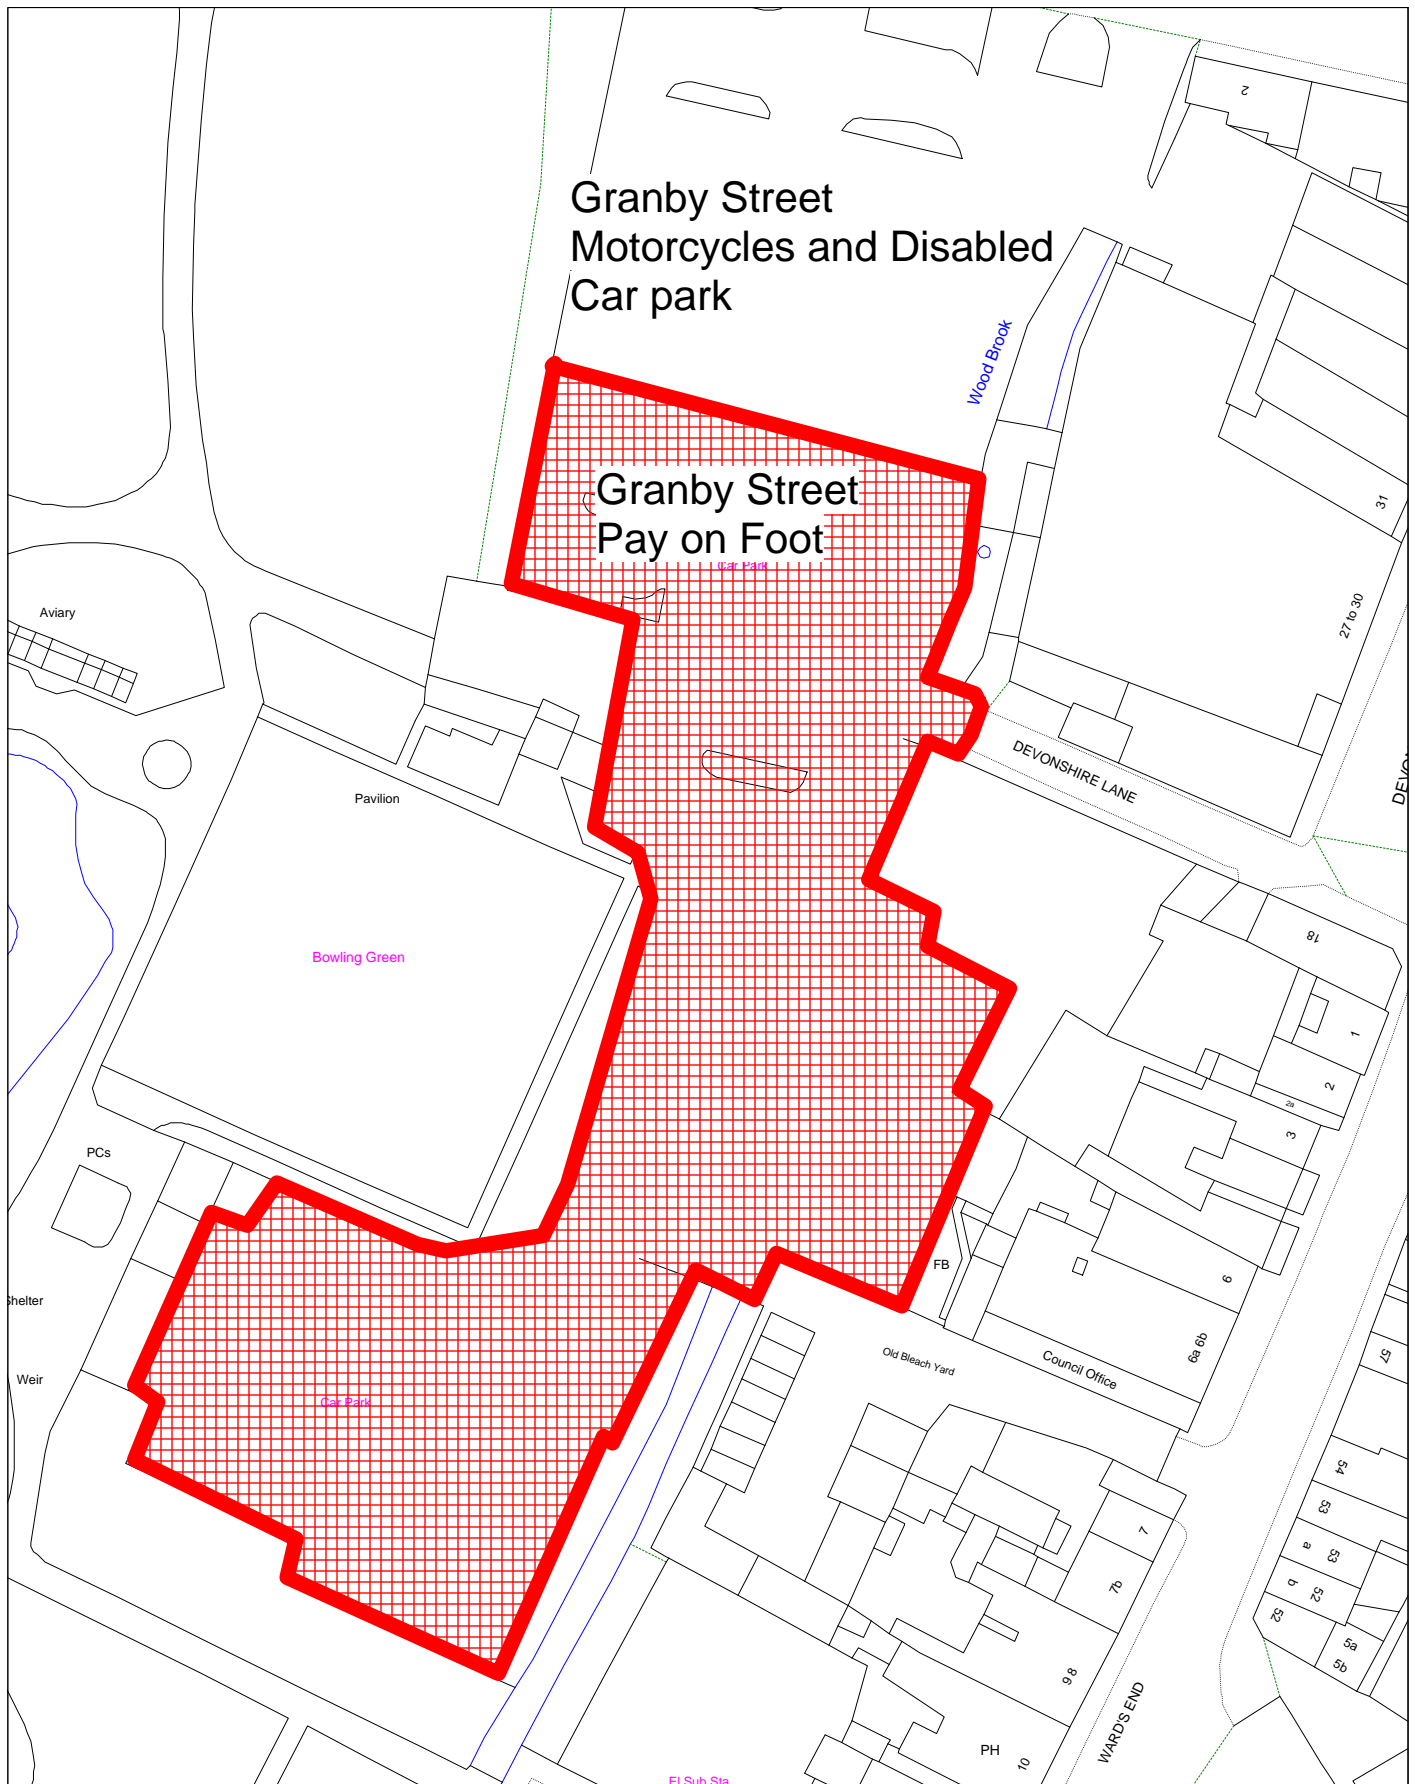 2
Granby Street
Motorcycles and Disabled
Car park
Wood Brook
Granby Street
Pay on Foot
Car Park
31
27 to 30
Aviary
DEVONSHIRE LANE
Pavilion
18
Bowling Green
1
2
2a
3
PCs
6
FB
Shelter
6a 6b
57
Old Bleach Yard
Council Office
Weir
Car Park
54
53
7
53
a
7b
52
b
52
5a
5b
9 8
WARD'S END
PH
10
El Sub Sta